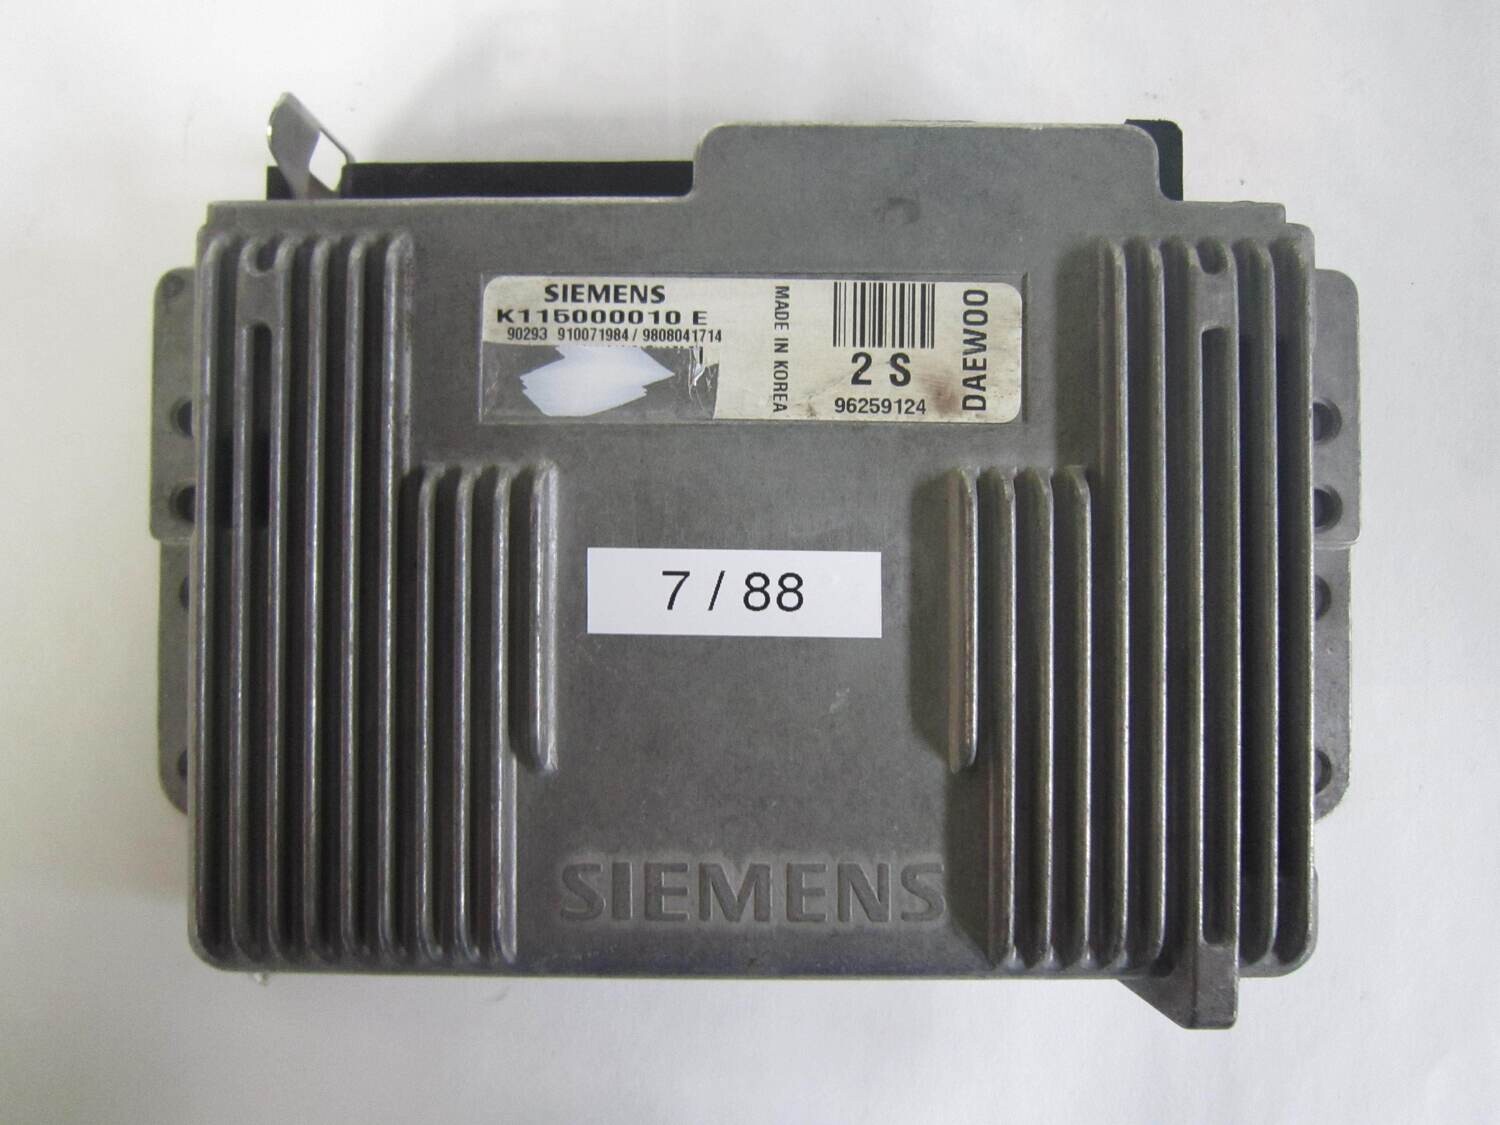 SIEMENS
K115000010 E
90293 910071984 / 9808041714
MADE IN KOREA
2 S
96259124
DAEWOO
7 / 88
SIEMENS